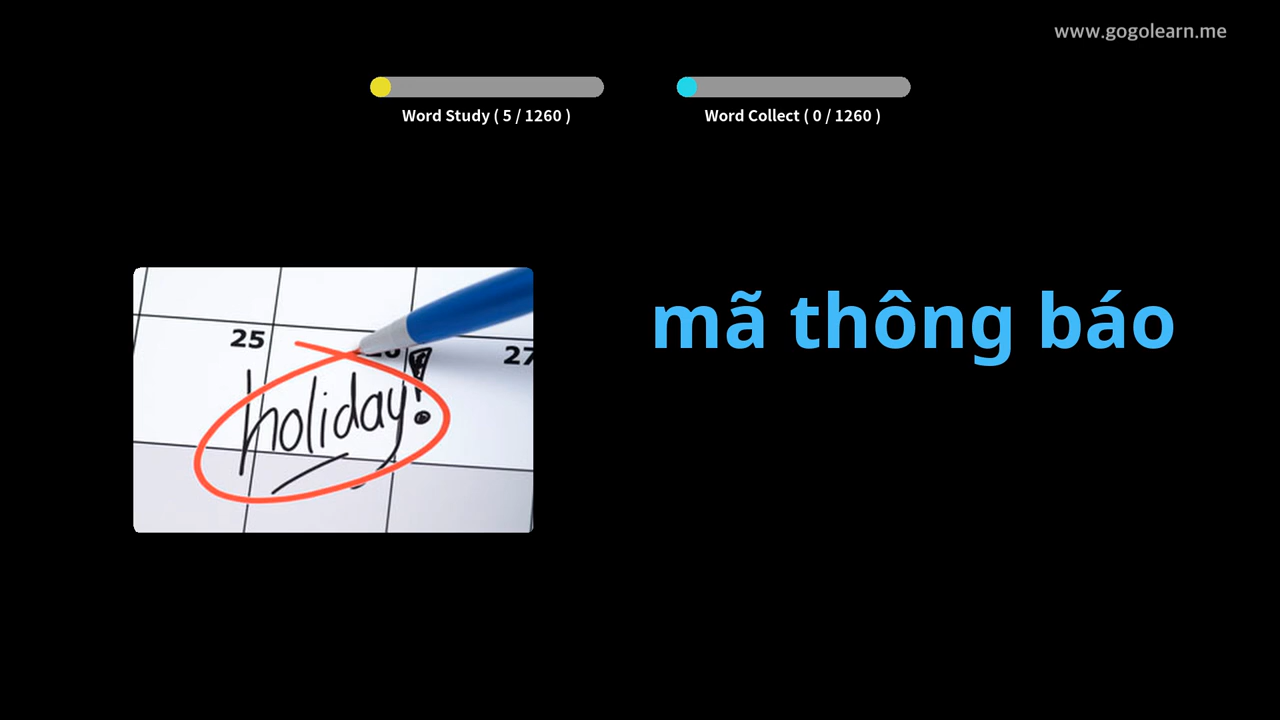 www.gogolearn.me
Word Study ( 5 / 1260 )
Word Collect ( 0 / 1260 )
mã thông báo
25
27
holiday!